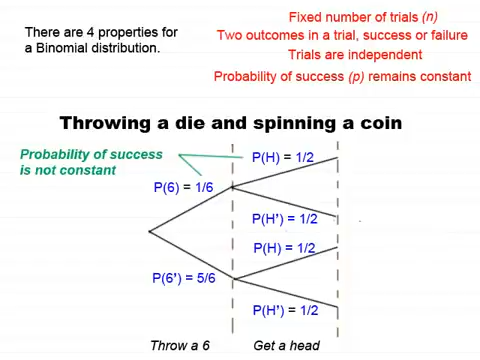 There are 4 properties for
a Binomial distribution.
Fixed number of trials (n)
Two outcomes in a trial, success or failure
Trials are independent
Probability of success (p) remains constant
Throwing a die and spinning a coin
Probability of success
is not constant
P(H) = 1/2
P(6) = 1/6
P(H') = 1/2
P(H) = 1/2
P(6') = 5/6
P(H') = 1/2
Throw a 6
Get a head